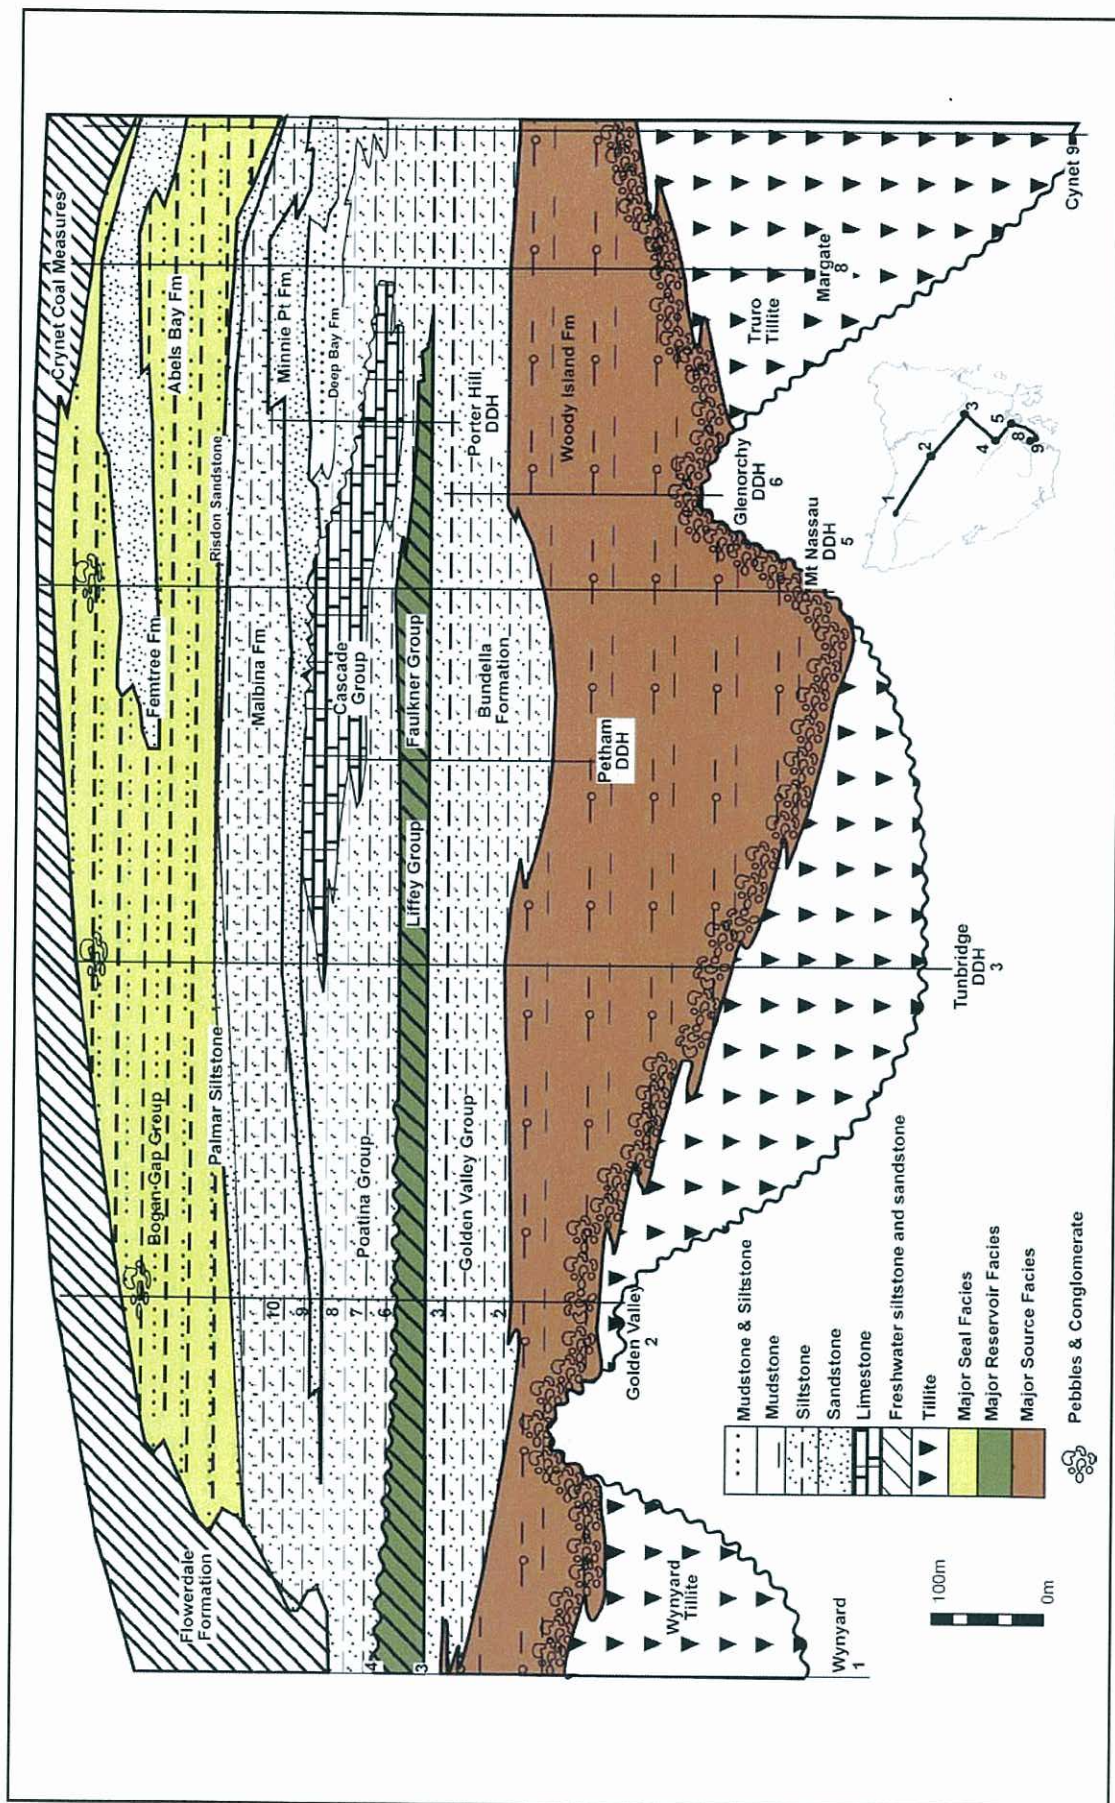 Crynet Coal Measures
Abels Bay Fm
Ferntree Fm
Bogan-Gap Group
Flowerdale
Formation
Risdon Sandstone
Palmar Siltstone
Minnie Pt Fm
Malbina Fm
Deep Bay Fm
Cascade
Group
Poatina Group
Faulkner Group
Liffey Group
Golden Valley Group
Bundella
Formation
Woody Island Fm
10
9
8
7
6
3
2
4
3
Porter Hill
DDH
Petham
DDH
Wynyard
Tillite
Truro
Tillite
Wynyard
1
Golden Valley
2
Tunbridge
DDH
3
Mt Nassau
DDH
5
Glenorchy
DDH
6
Margate
8
Cynet 9
100m
0m
Mudstone & Siltstone
Mudstone
Siltstone
Sandstone
Limestone
Freshwater siltstone and sandstone
Tillite
Major Seal Facies
Major Reservoir Facies
Major Source Facies
Pebbles & Conglomerate
1
2
3
4
5
8
9